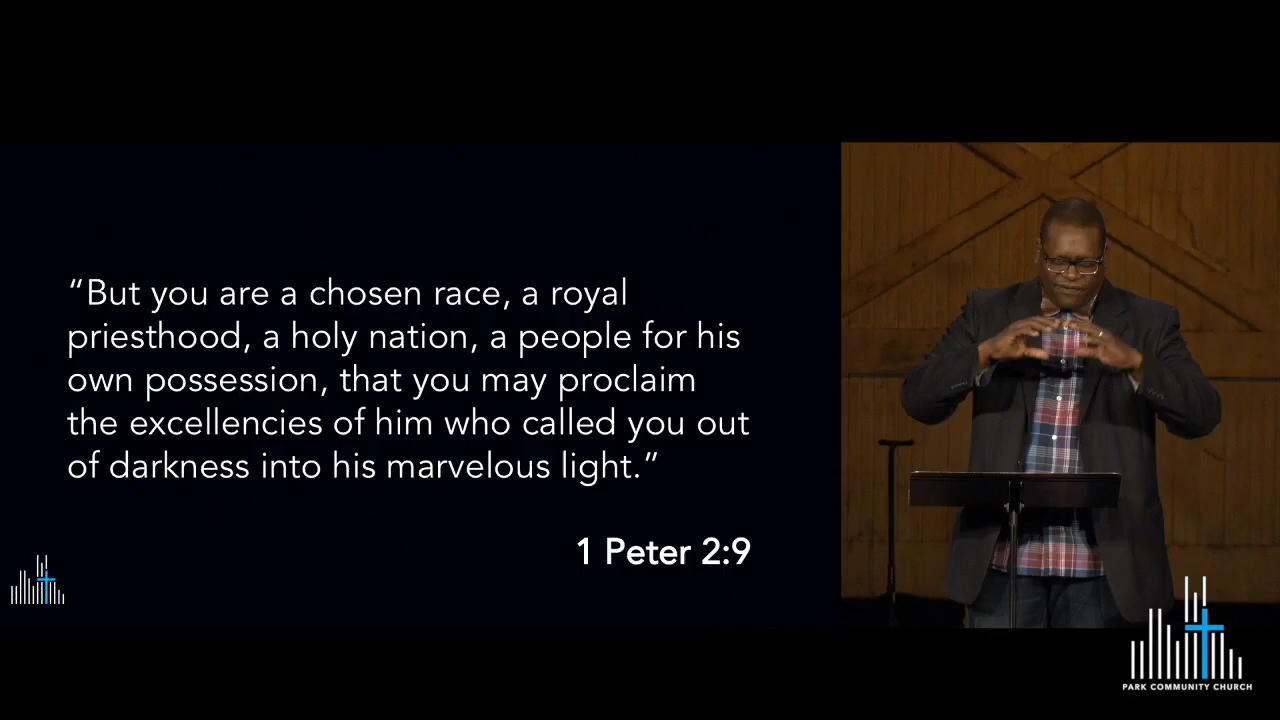 “But you are a chosen race, a royal
priesthood, a holy nation, a people for his
own possession, that you may proclaim
the excellencies of him who called you out
of darkness into his marvelous light.”
1 Peter 2:9
PARK COMMUNITY CHURCH